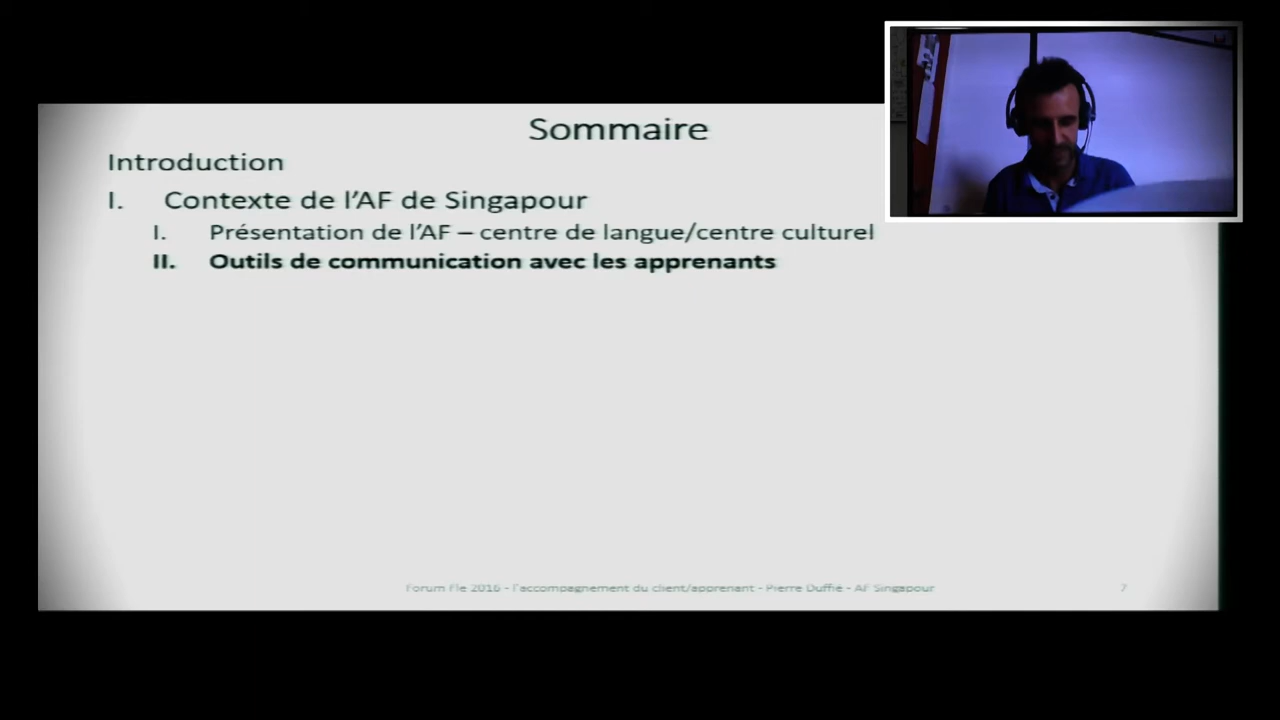 Sommaire
Introduction
I. Contexte de l'AF de Singapour
I. Présentation de l'AF – centre de langue/centre culturel
II. Outils de communication avec les apprenants
Forum Fle 2016 - l'accompagnement du client/apprenant - Pierre Duffié - AF Singapour 7